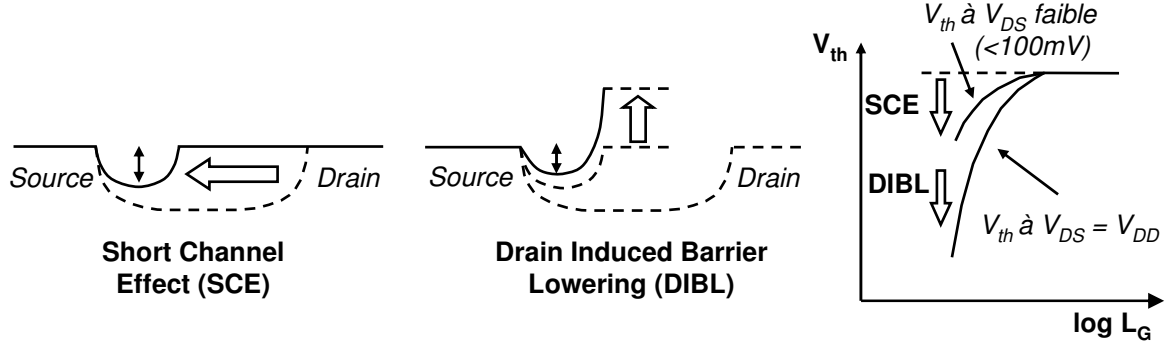 Source
Drain
Short Channel
Effect (SCE)
Source
Drain
Drain Induced Barrier
Lowering (DIBL)
V_th à V_DS faible
(<100mV)
V_th
SCE
DIBL
V_th à V_DS = V_DD
log L_G